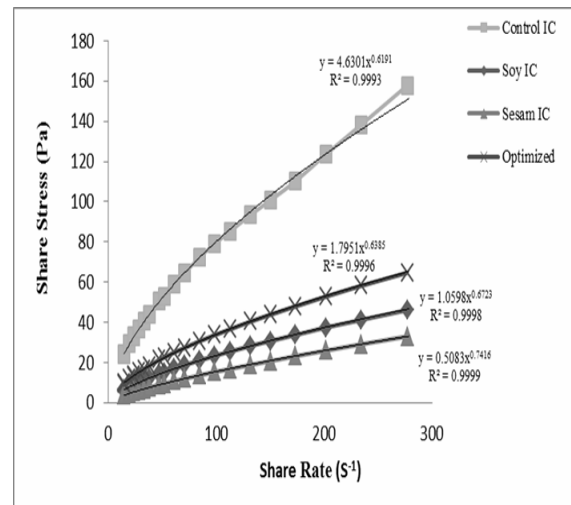 180
160
140
120
100
80
60
40
20
0
Share Stress (Pa)
0 100 200 300
Share Rate (S⁻¹)
Control IC
Soy IC
Sesam IC
Optimized
y = 4.6301x^0.6191
R² = 0.9993
y = 1.7951x^0.6385
R² = 0.9996
y = 1.0598x^0.6723
R² = 0.9998
y = 0.5083x^0.7416
R² = 0.9999